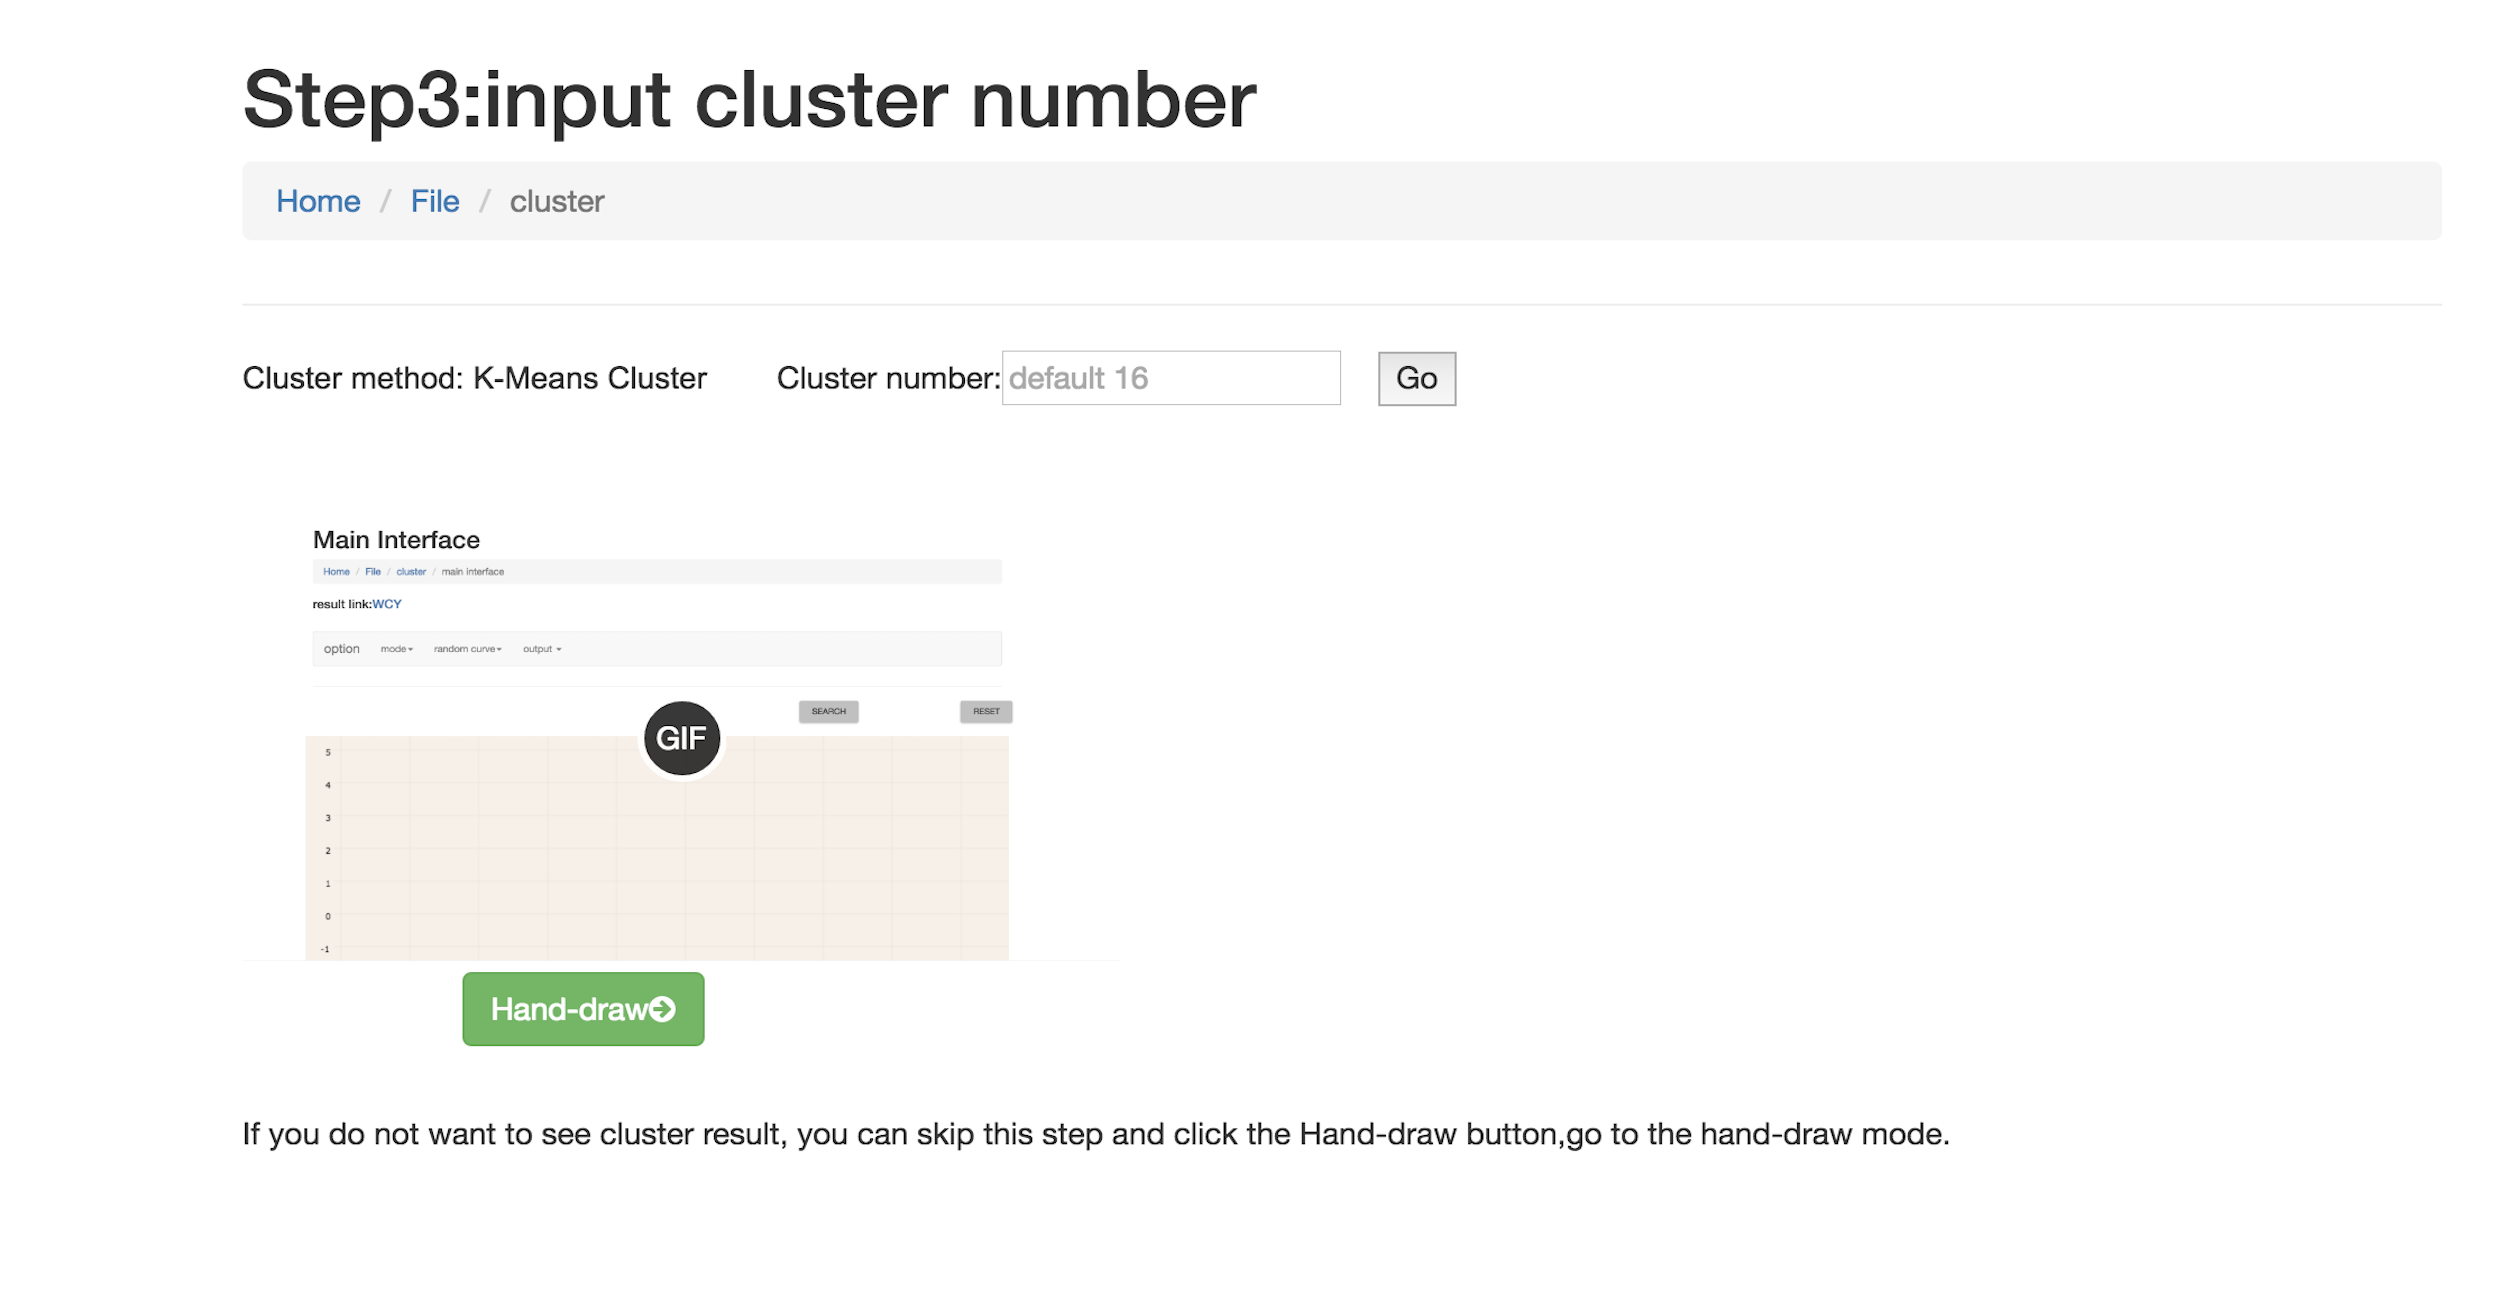 Step3:input cluster number
Home / File / cluster
Cluster method: K-Means Cluster Cluster number: default 16 Go
Main Interface
Home / File / cluster / main interface
result link:WCY
option mode random curve output
SEARCH RESET
GIF
5
4
3
2
1
0
-1
Hand-draw
If you do not want to see cluster result, you can skip this step and click the Hand-draw button,go to the hand-draw mode.